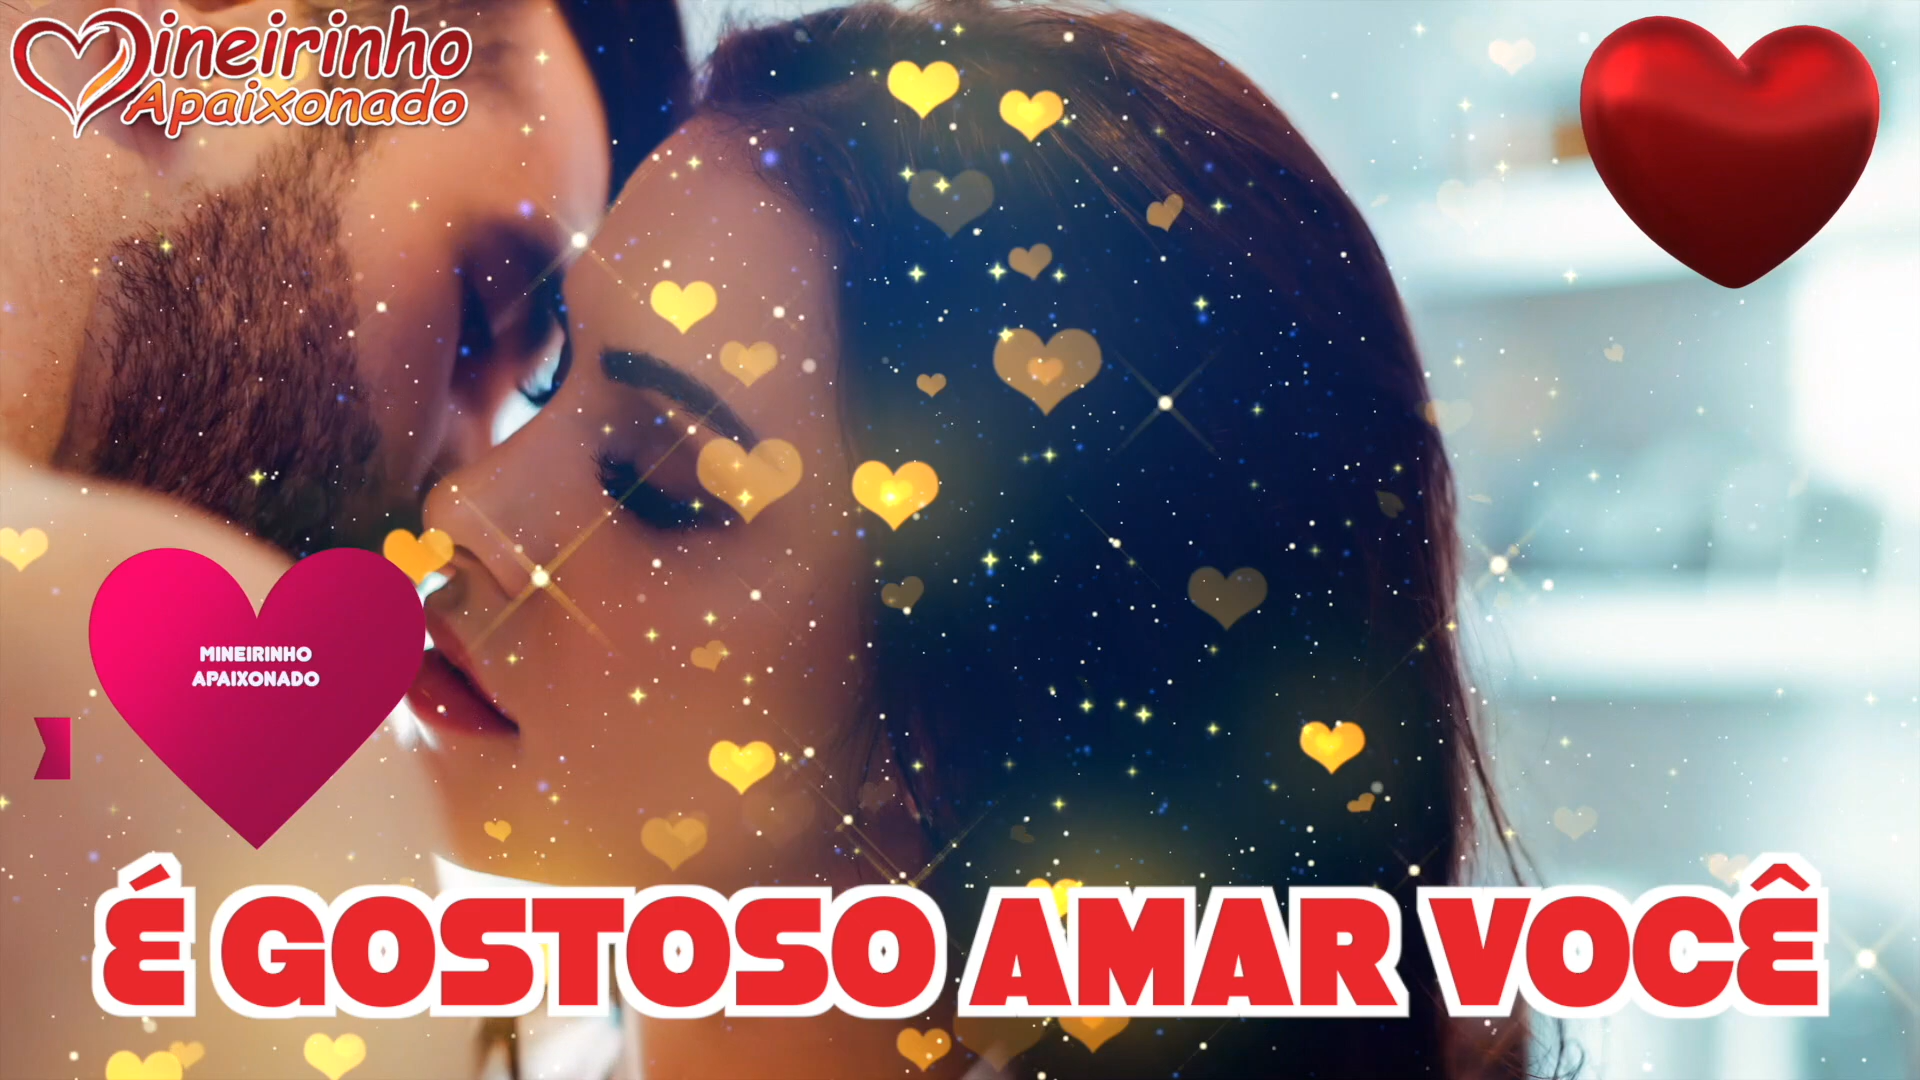 Mineirinho
Apaixonado
MINEIRINHO
APAIXONADO
É GOSTOSO AMAR VOCÊ